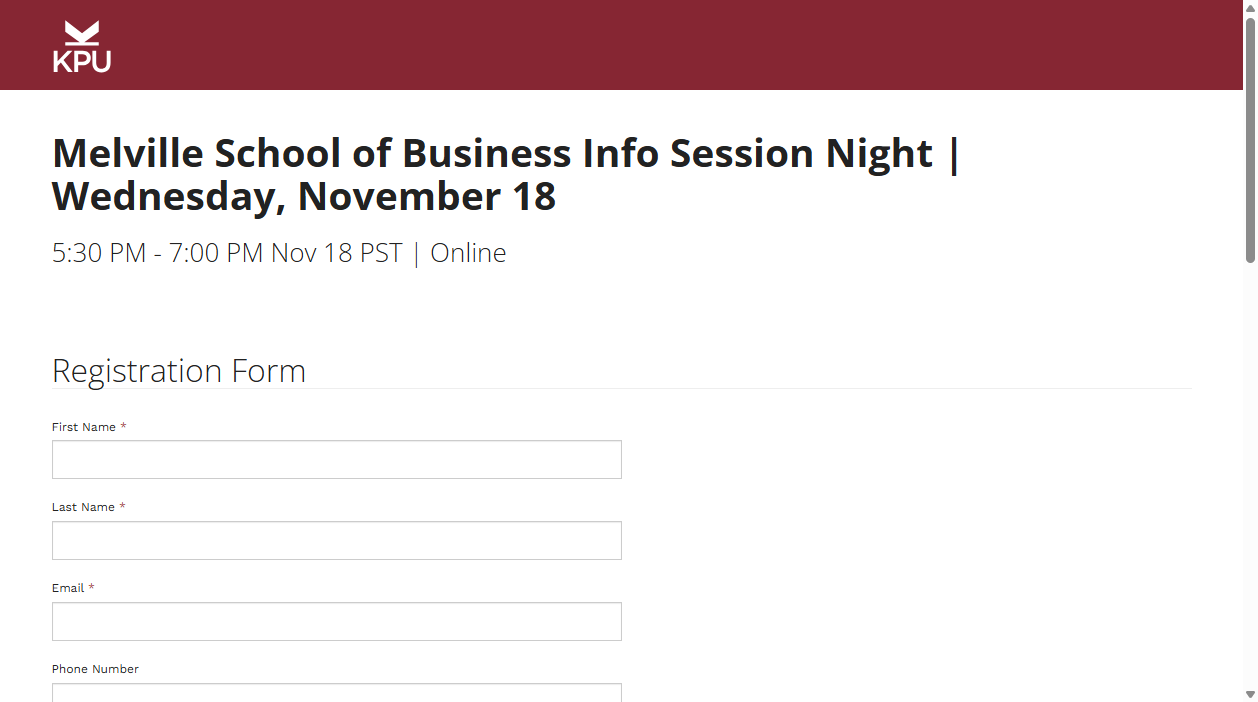 KPU
Melville School of Business Info Session Night |
Wednesday, November 18
5:30 PM - 7:00 PM Nov 18 PST | Online
Registration Form
First Name *
Last Name *
Email *
Phone Number